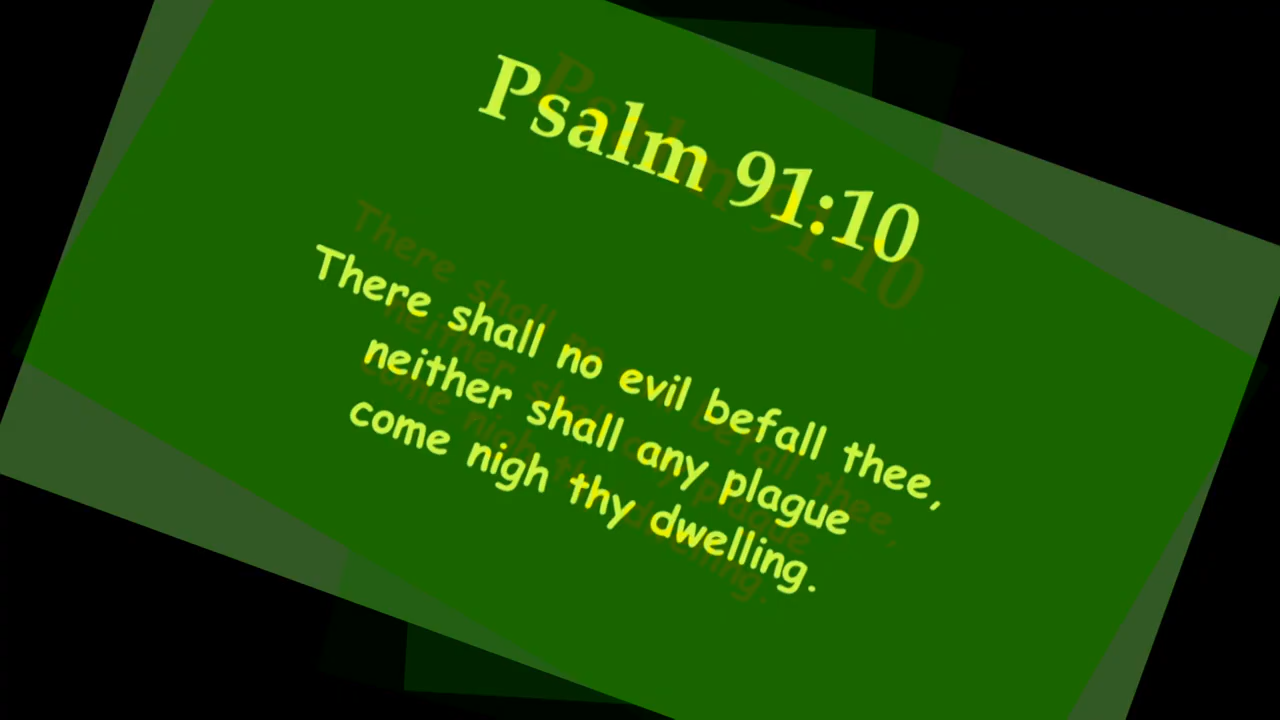 Psalm 91:10
There shall no evil befall thee,
neither shall any plague
come nigh thy dwelling.